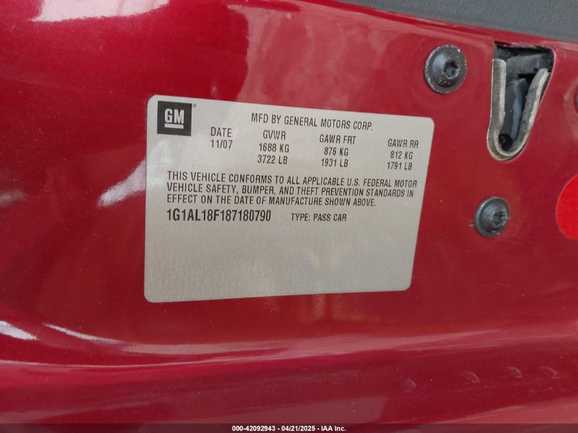 GM
MFD BY GENERAL MOTORS CORP.
DATE GVWR GAWR FRT GAWR RR
11/07 1688 KG 876 KG 812 KG
3722 LB 1931 LB 1791 LB
THIS VEHICLE CONFORMS TO ALL APPLICABLE U.S. FEDERAL MOTOR
VEHICLE SAFETY, BUMPER, AND THEFT PREVENTION STANDARDS IN
EFFECT ON THE DATE OF MANUFACTURE SHOWN ABOVE.
1G1AL18F187180790 TYPE: PASS CAR
000-42092943 - 04/21/2025 - IAA Inc.